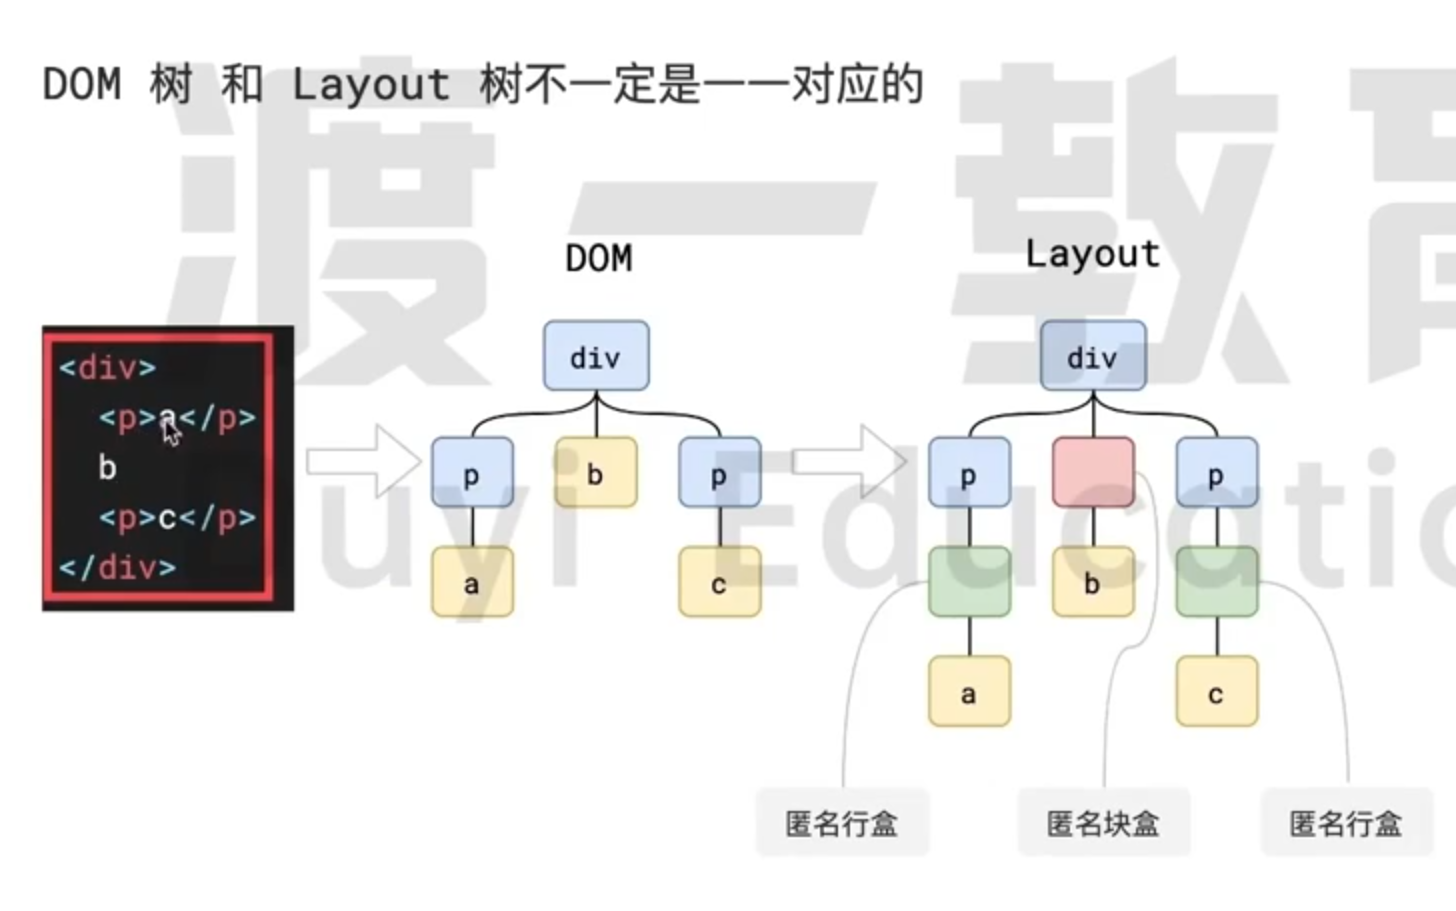 DOM 树 和 Layout 树不一定是一一对应的
渡一教育
Duyi Education
DOM
Layout
<div>
<p>a</p>
b
<p>c</p>
</div>
div
p
b
p
a
c
div
p
p
b
a
c
匿名行盒
匿名块盒
匿名行盒